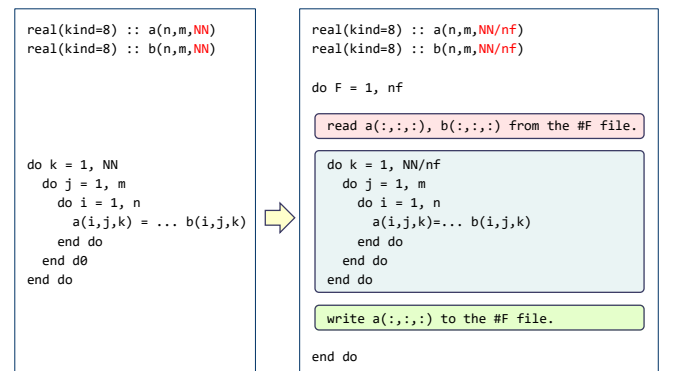 real(kind=8) :: a(n,m,NN)
real(kind=8) :: b(n,m,NN)
do k = 1, NN
do j = 1, m
do i = 1, n
a(i,j,k) = ... b(i,j,k)
end do
end d0
end do
real(kind=8) :: a(n,m,NN/nf)
real(kind=8) :: b(n,m,NN/nf)
do F = 1, nf
read a(:,:,:), b(:,:,:) from the #F file.
do k = 1, NN/nf
do j = 1, m
do i = 1, n
a(i,j,k)=... b(i,j,k)
end do
end do
end do
write a(:,:,:) to the #F file.
end do